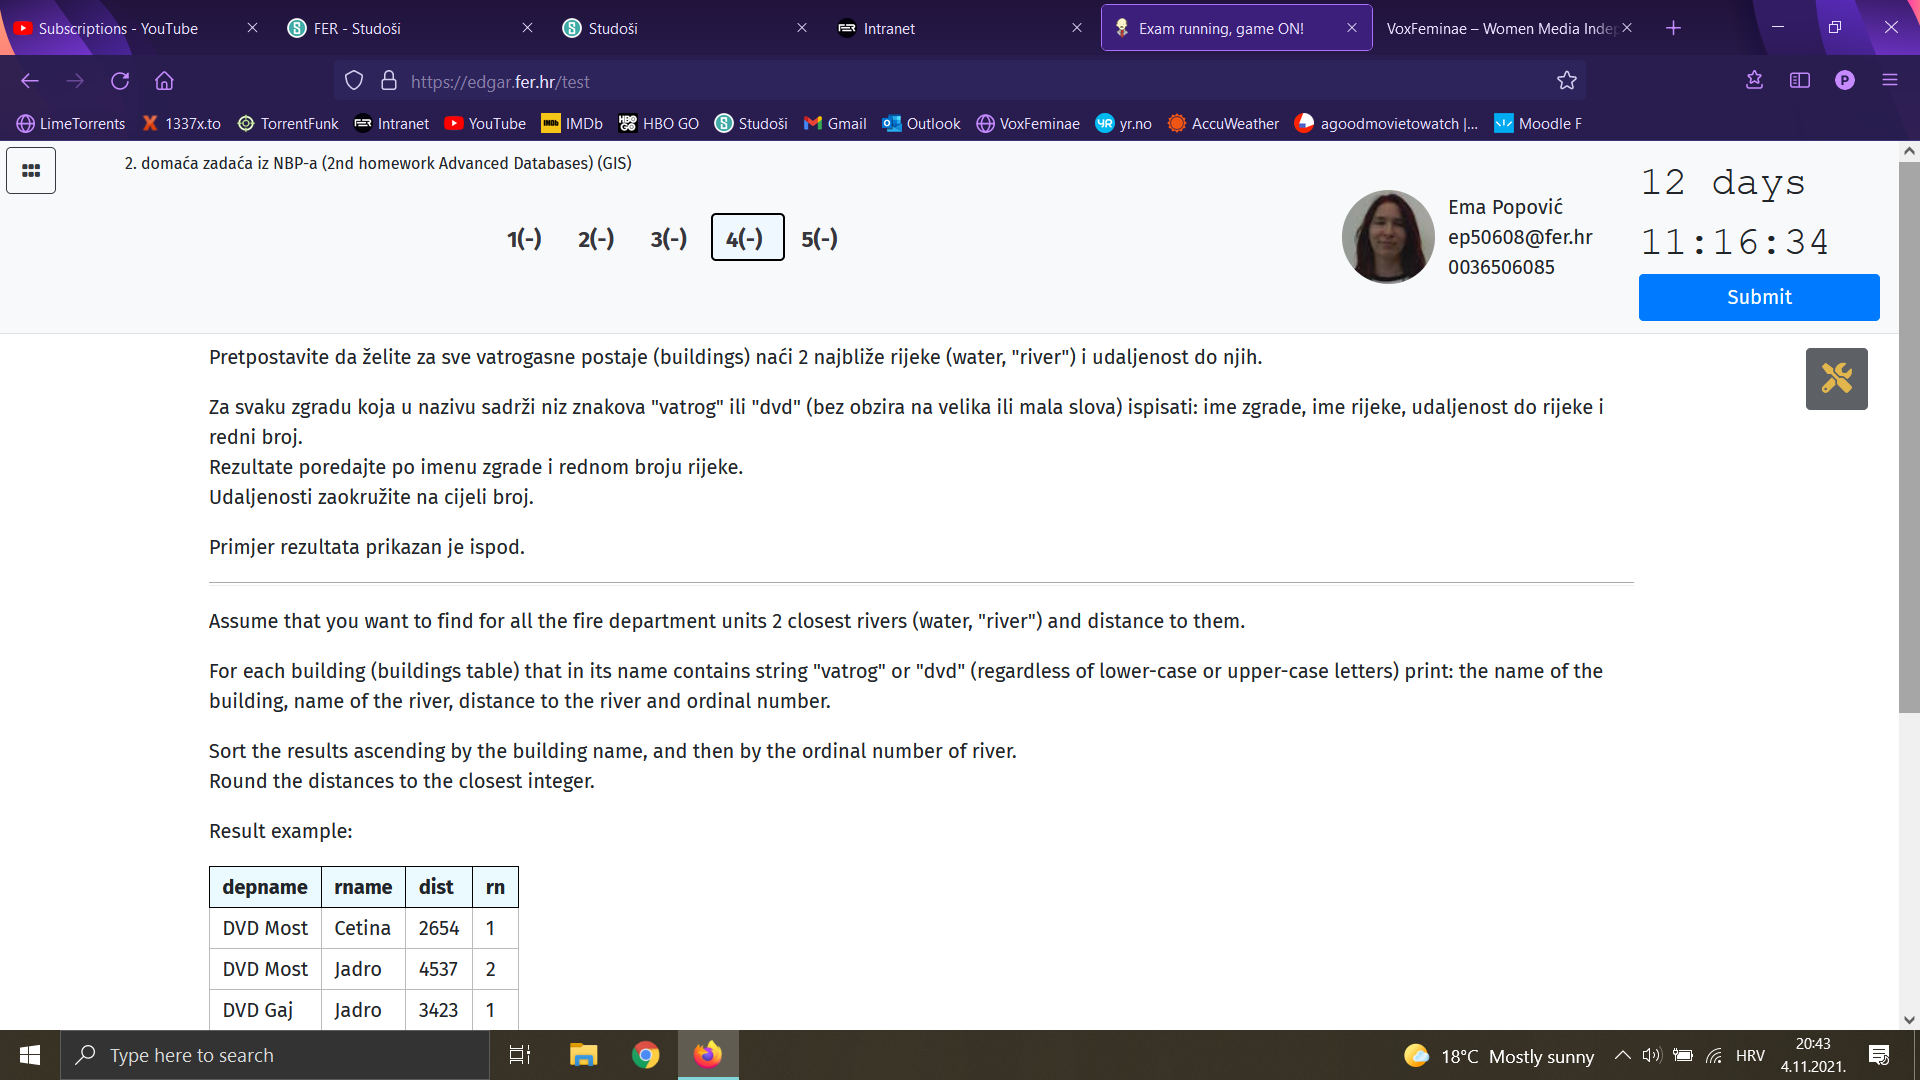 Subscriptions - YouTube
FER - Studoši
Studoši
Intranet
Exam running, game ON!
VoxFeminae – Women Media Inde
https://edgar.fer.hr/test
P
LimeTorrents
1337x.to
TorrentFunk
Intranet
YouTube
IMDb
HBO GO
Studoši
Gmail
Outlook
VoxFeminae
yr.no
AccuWeather
agoodmovietowatch |...
Moodle F
2. domaća zadaća iz NBP-a (2nd homework Advanced Databases) (GIS)
1(-) 2(-) 3(-) 4(-) 5(-)
Ema Popović
ep50608@fer.hr
0036506085
12 days
11:16:34
Submit
Pretpostavite da želite za sve vatrogasne postaje (buildings) naći 2 najbliže rijeke (water, "river") i udaljenost do njih.
Za svaku zgradu koja u nazivu sadrži niz znakova "vatrog" ili "dvd" (bez obzira na velika ili mala slova) ispisati: ime zgrade, ime rijeke, udaljenost do rijeke i
redni broj.
Rezultate poredajte po imenu zgrade i rednom broju rijeke.
Udaljenosti zaokružite na cijeli broj.
Primjer rezultata prikazan je ispod.
Assume that you want to find for all the fire department units 2 closest rivers (water, "river") and distance to them.
For each building (buildings table) that in its name contains string "vatrog" or "dvd" (regardless of lower-case or upper-case letters) print: the name of the
building, name of the river, distance to the river and ordinal number.
Sort the results ascending by the building name, and then by the ordinal number of river.
Round the distances to the closest integer.
Result example:
depname rname dist rn
DVD Most Cetina 2654 1
DVD Most Jadro 4537 2
DVD Gaj Jadro 3423 1
Type here to search
18°C Mostly sunny
HRV
20:43
4.11.2021.